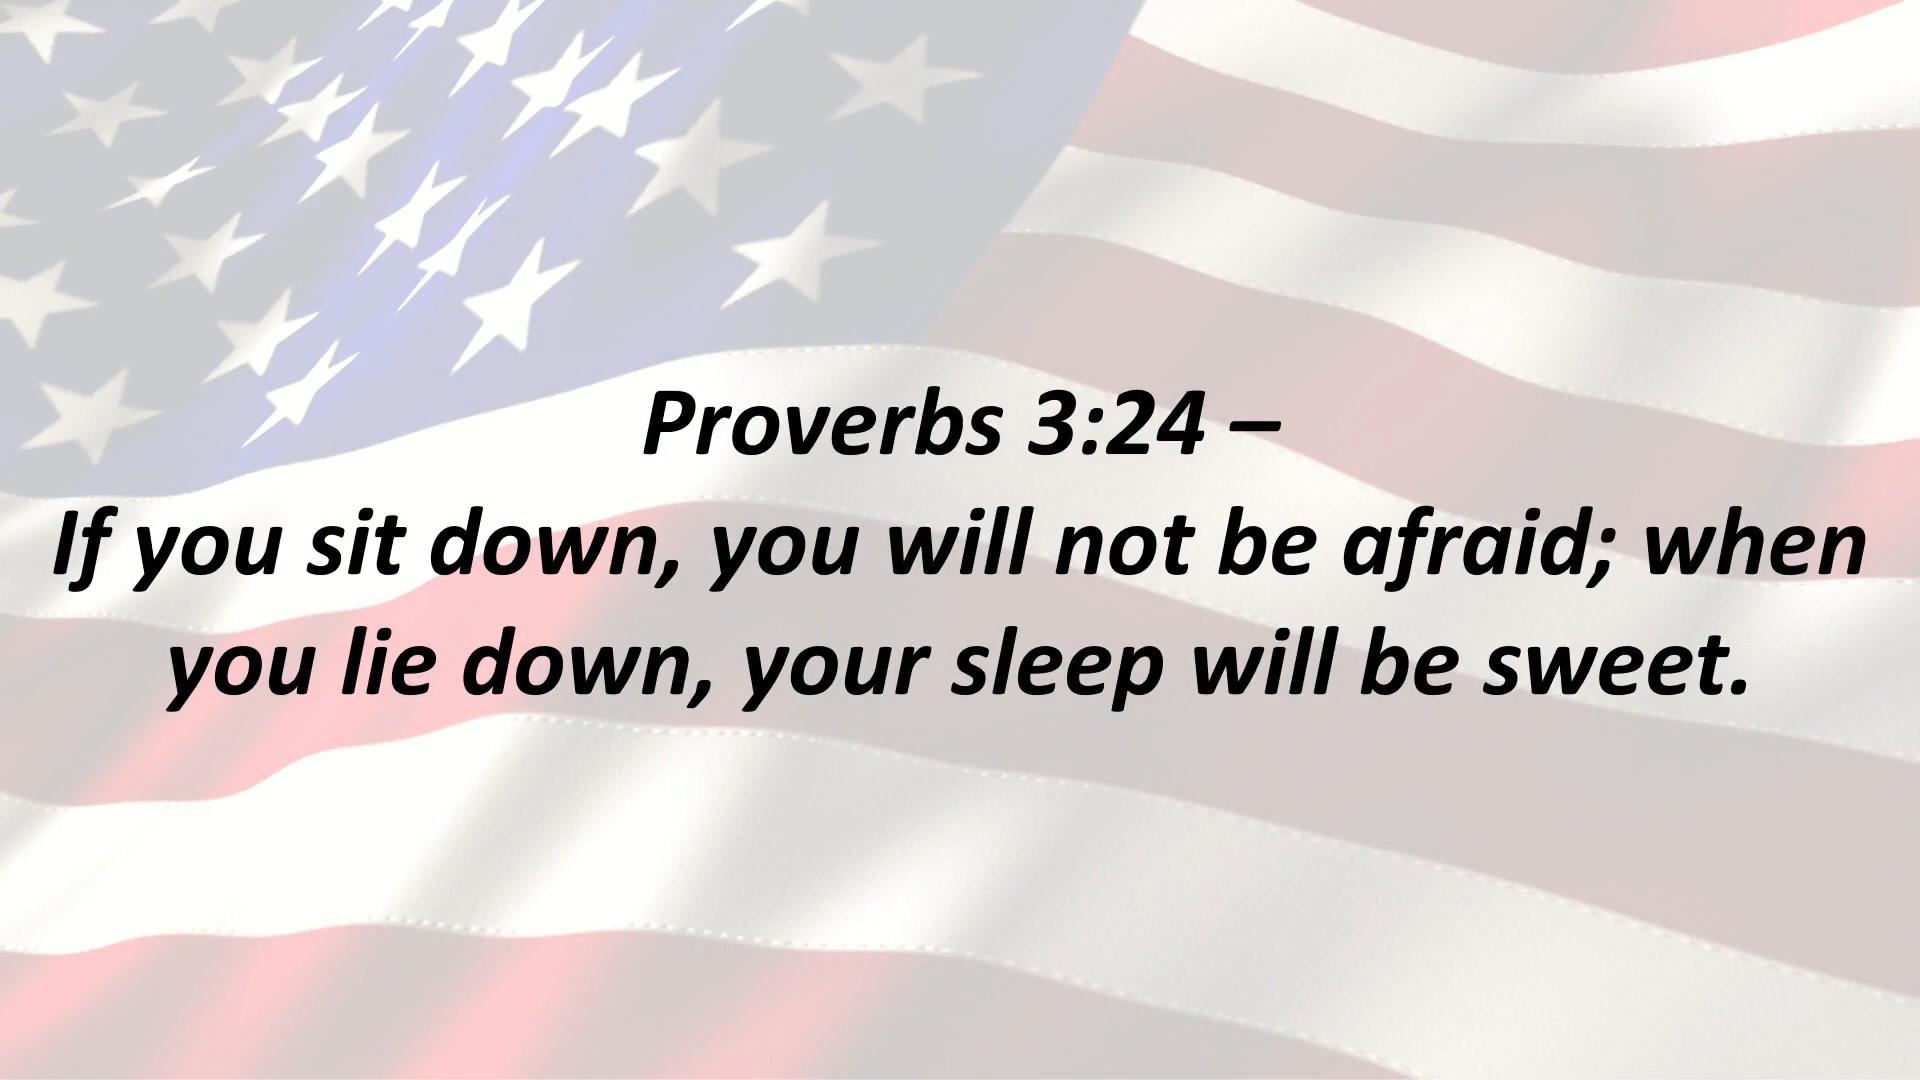 Proverbs 3:24 –
If you sit down, you will not be afraid; when
you lie down, your sleep will be sweet.